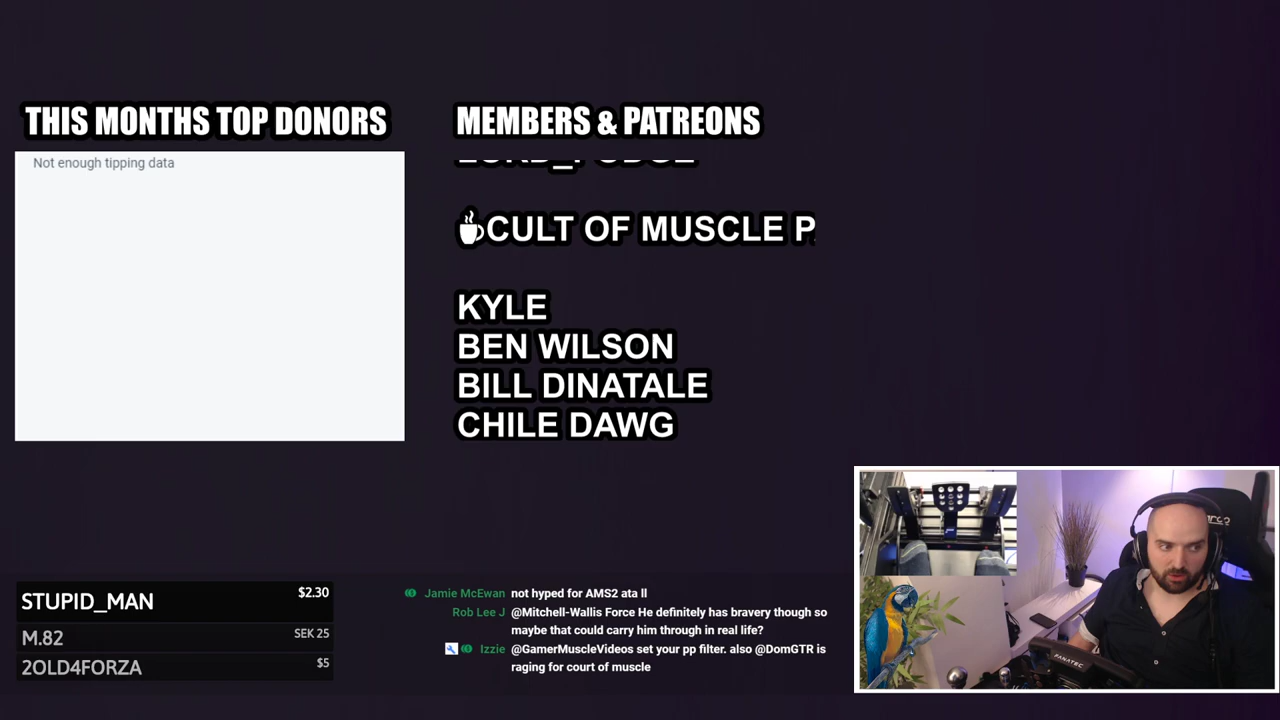 THIS MONTHS TOP DONORS
Not enough tipping data
MEMBERS & PATREONS
CULT OF MUSCLE P
KYLE
BEN WILSON
BILL DINATALE
CHILE DAWG
STUPID_MAN $2.30
M.82 SEK 25
2OLD4FORZA $5
Jamie McEwan not hyped for AMS2 ata ll
Rob Lee J @Mitchell-Wallis Force He definitely has bravery though so
maybe that could carry him through in real life?
Izzie @GamerMuscleVideos set your pp filter. also @DomGTR is
raging for court of muscle
FANATEC